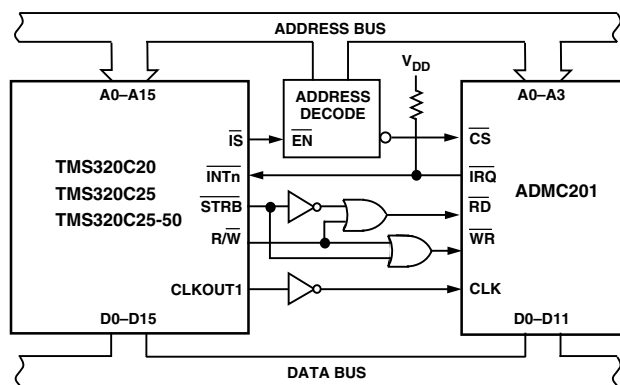 ADDRESS BUS
VDD
A0–A15
ADDRESS DECODE
A0–A3
IS
EN
CS
TMS320C20
TMS320C25
TMS320C25-50
INTn
IRQ
ADMC201
STRB
RD
R/W
WR
CLKOUT1
CLK
D0–D15
D0–D11
DATA BUS